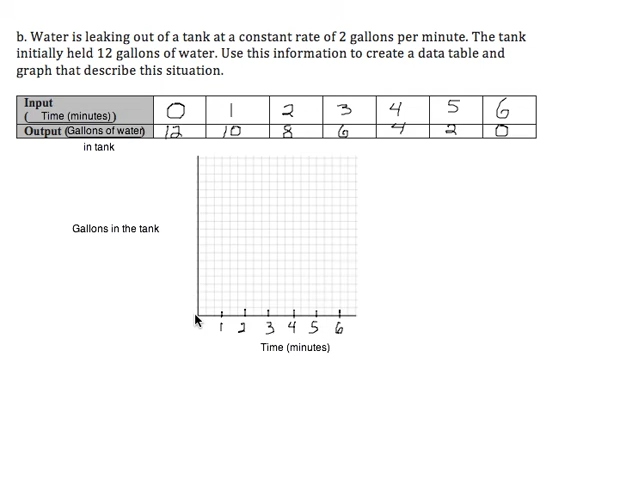 b. Water is leaking out of a tank at a constant rate of 2 gallons per minute. The tank
initially held 12 gallons of water. Use this information to create a data table and
graph that describe this situation.
Input
( Time (minutes) ) 0 1 2 3 4 5 6
Output (Gallons of water) 12 10 8 6 4 2 0
in tank
Gallons in the tank
1 2 3 4 5 6
Time (minutes)